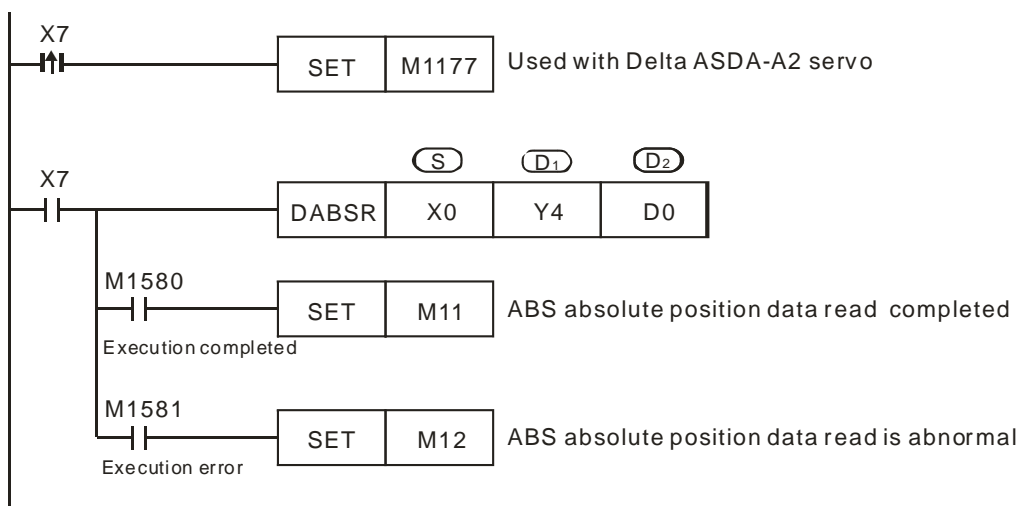 X7
SET M1177 Used with Delta ASDA-A2 servo
S D1 D2
X7
DABSR X0 Y4 D0
M1580
SET M11 ABS absolute position data read completed
Execution completed
M1581
SET M12 ABS absolute position data read is abnormal
Execution error